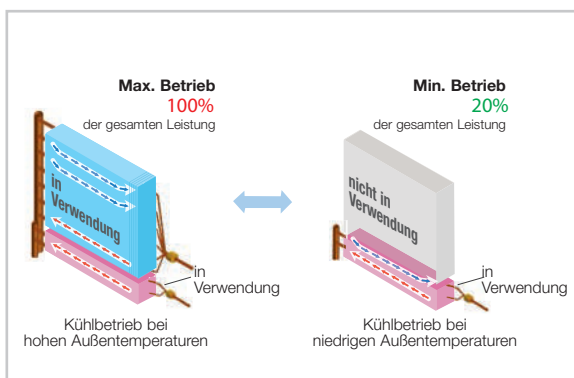 Max. Betrieb
100%
der gesamten Leistung
in
Verwendung
in
Verwendung
Kühlbetrieb bei
hohen Außentemperaturen
Min. Betrieb
20%
der gesamten Leistung
nicht in
Verwendung
in
Verwendung
Kühlbetrieb bei
niedrigen Außentemperaturen